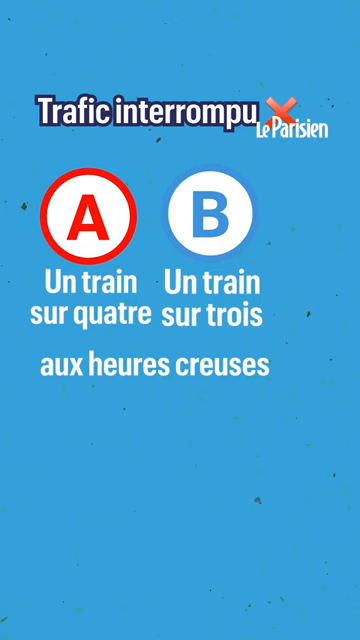 Trafic interrompu
Le Parisien
A B
Un train Un train
sur quatre sur trois
aux heures creuses